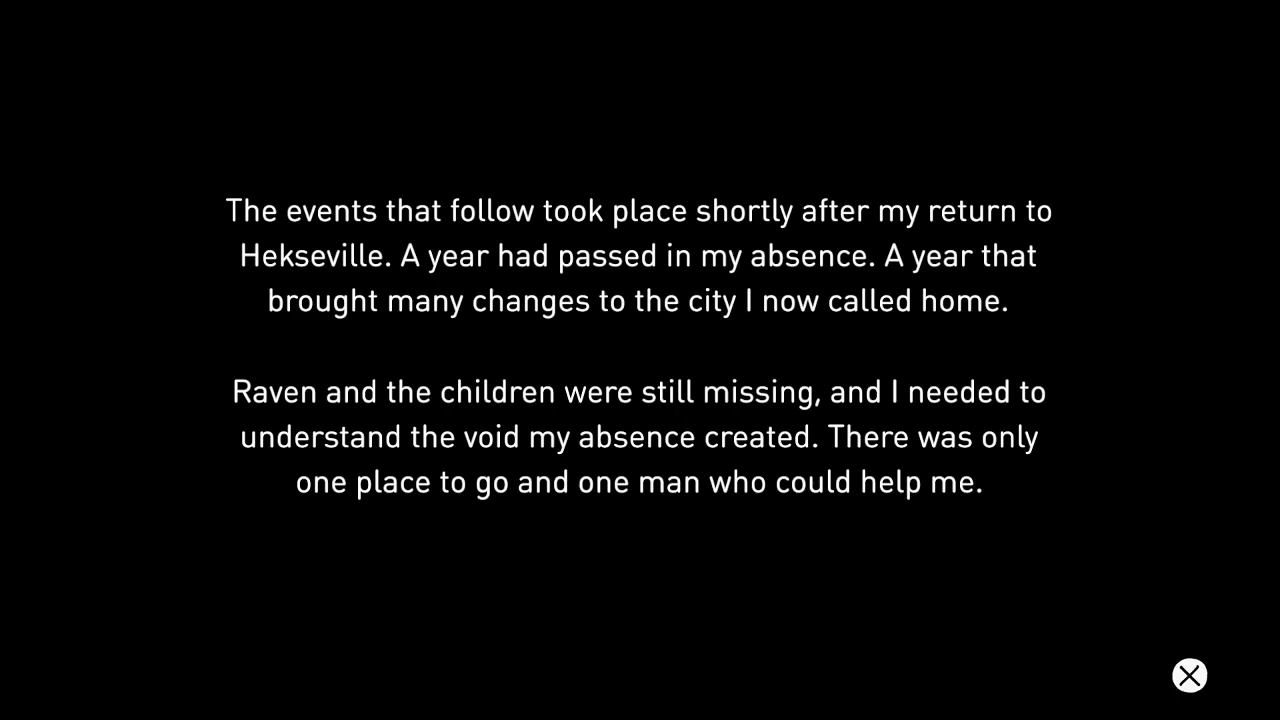 The events that follow took place shortly after my return to
Hekseville. A year had passed in my absence. A year that
brought many changes to the city I now called home.
Raven and the children were still missing, and I needed to
understand the void my absence created. There was only
one place to go and one man who could help me.